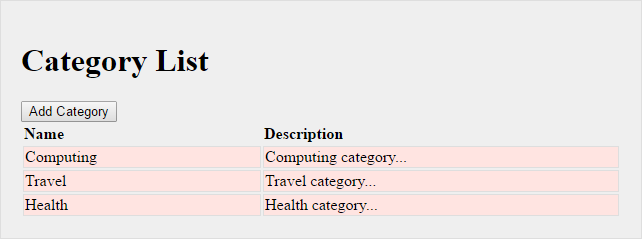 Category List
Add Category
Name Description
Computing Computing category...
Travel Travel category...
Health Health category...